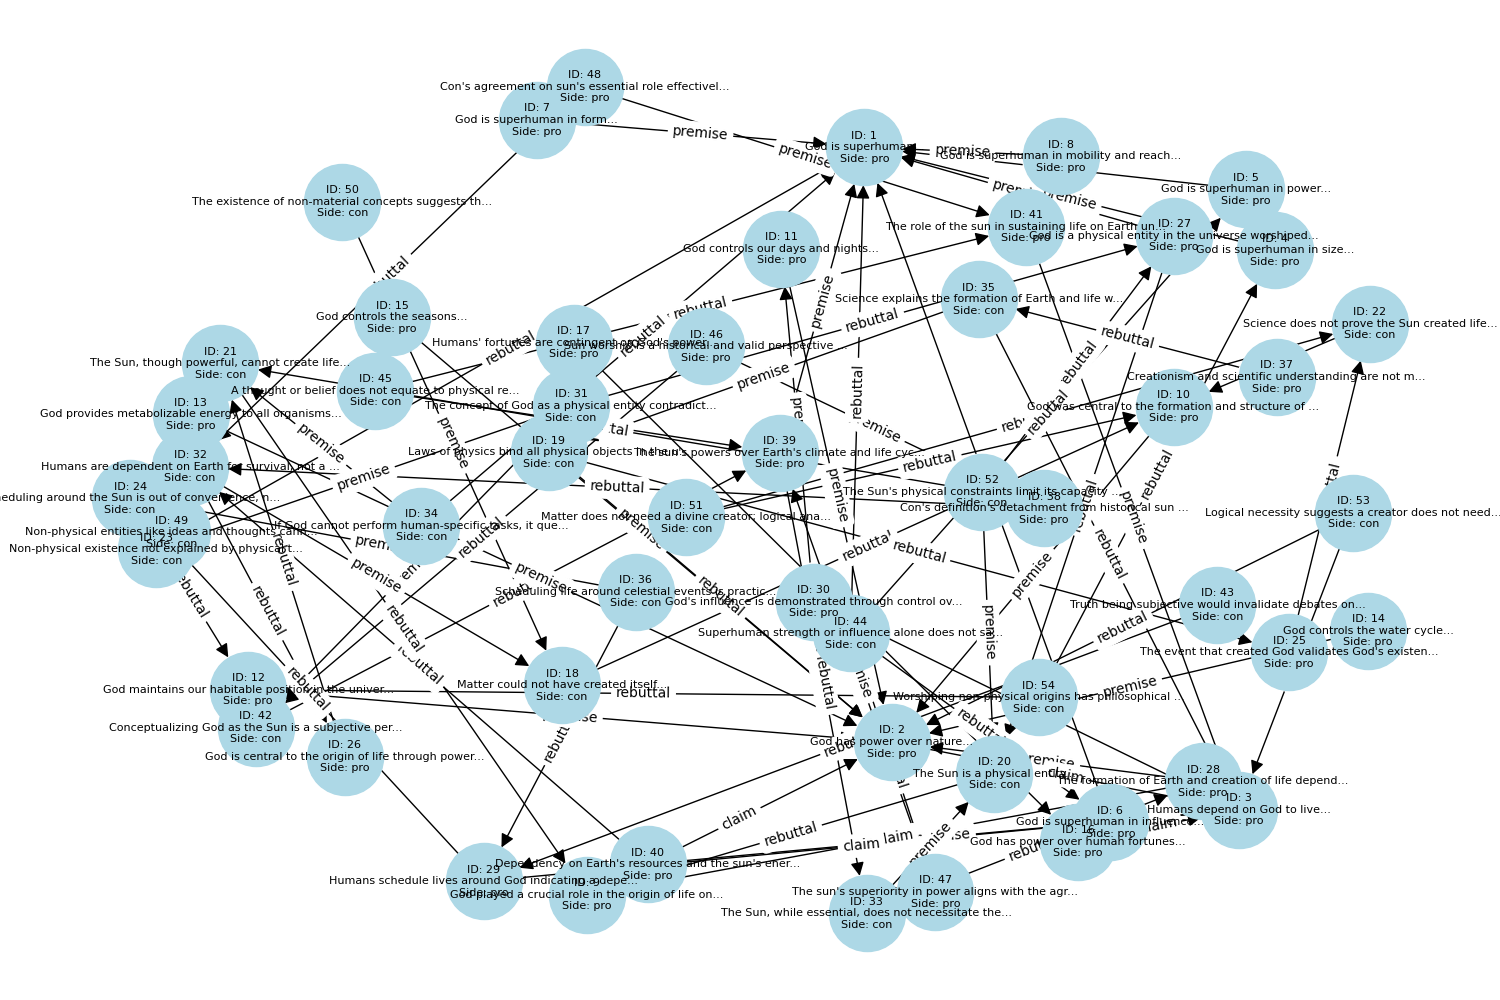 ID: 48
Con's agreement on sun's essential role effectivel...
Side: pro
ID: 7
God is superhuman in form...
Side: pro
ID: 1
God is superhuman
Side: pro
ID: 8
God is superhuman in mobility and reach...
Side: pro
ID: 5
God is superhuman in power...
Side: pro
ID: 50
The existence of non-material concepts suggests th...
Side: con
ID: 41
The role of the sun in sustaining life on Earth un...
Side: pro
ID: 27
God is a physical entity in the universe worshiped...
Side: pro
ID: 4
God is superhuman in size...
Side: pro
ID: 11
God controls our days and nights...
Side: pro
ID: 35
Science explains the formation of Earth and life w...
Side: con
ID: 15
God controls the seasons...
Side: pro
ID: 22
Science does not prove the Sun created life...
Side: con
ID: 17
Humans' fortunes are contingent on God's power
Side: pro
ID: 46
Sun worship is a historical and valid perspective ...
Side: pro
ID: 21
The Sun, though powerful, cannot create life...
Side: con
ID: 37
Creationism and scientific understanding are not m...
Side: pro
ID: 45
A thought or belief does not equate to physical re...
Side: con
ID: 10
God was central to the formation and structure of ...
Side: pro
ID: 31
The concept of God as a physical entity contradict...
Side: con
ID: 13
God provides metabolizable energy to all organisms...
Side: pro
ID: 19
Laws of physics bind all physical objects in the u...
Side: con
ID: 39
The sun's powers over Earth's climate and life cyc...
Side: pro
ID: 32
Humans are dependent on Earth for survival, not a ...
Side: con
ID: 24
heduling around the Sun is out of convenience, n...
Side: con
ID: 52
The Sun's physical constraints limit its capacity ...
Side: con
ID: 38
Con's definition's detachment from historical sun ...
Side: pro
ID: 53
Logical necessity suggests a creator does not need...
Side: con
ID: 51
Matter does not need a divine creator; logical ana...
Side: con
ID: 34
If God cannot perform human-specific tasks, it que...
Side: con
ID: 49
Non-physical entities like ideas and thoughts cann...
Side: con
ID: 23
Non-physical existence not explained by physical t...
Side: con
ID: 36
Scheduling life around celestial events is practic...
Side: con
ID: 30
God's influence is demonstrated through control ov...
Side: pro
ID: 43
Truth being subjective would invalidate debates on...
Side: con
ID: 14
God controls the water cycle...
Side: pro
ID: 44
Superhuman strength or influence alone does not sa...
Side: con
ID: 25
The event that created God validates God's existen...
Side: pro
ID: 12
God maintains our habitable position in the univer...
Side: pro
ID: 18
Matter could not have created itself...
Side: con
ID: 54
Worshiping non-physical origins has philosophical ...
Side: con
ID: 42
Conceptualizing God as the Sun is a subjective per...
Side: con
ID: 2
God has power over nature...
Side: pro
ID: 26
God is central to the origin of life through power...
Side: pro
ID: 20
The Sun is a physical entity
Side: con
ID: 28
The formation of Earth and creation of life depend...
Side: pro
ID: 3
Humans depend on God to live...
Side: pro
ID: 6
God is superhuman in influence...
Side: pro
ID: 16
God has power over human fortunes...
Side: pro
ID: 40
Dependency on Earth's resources and the sun's ener...
Side: pro
ID: 29
Humans schedule lives around God indicating a depe...
Side: pro
ID: 9
God played a crucial role in the origin of life on...
Side: pro
ID: 47
The sun's superiority in power aligns with the agr...
Side: pro
ID: 33
The Sun, while essential, does not necessitate the...
Side: con
premise
premise
premise
rebuttal
rebuttal
rebuttal
rebuttal
rebuttal
premise
premise
premise
rebuttal
rebuttal
rebuttal
premise
premise
rebuttal
rebuttal
premise
premise
rebuttal
rebuttal
rebuttal
premise
rebuttal
claim
claim
premise